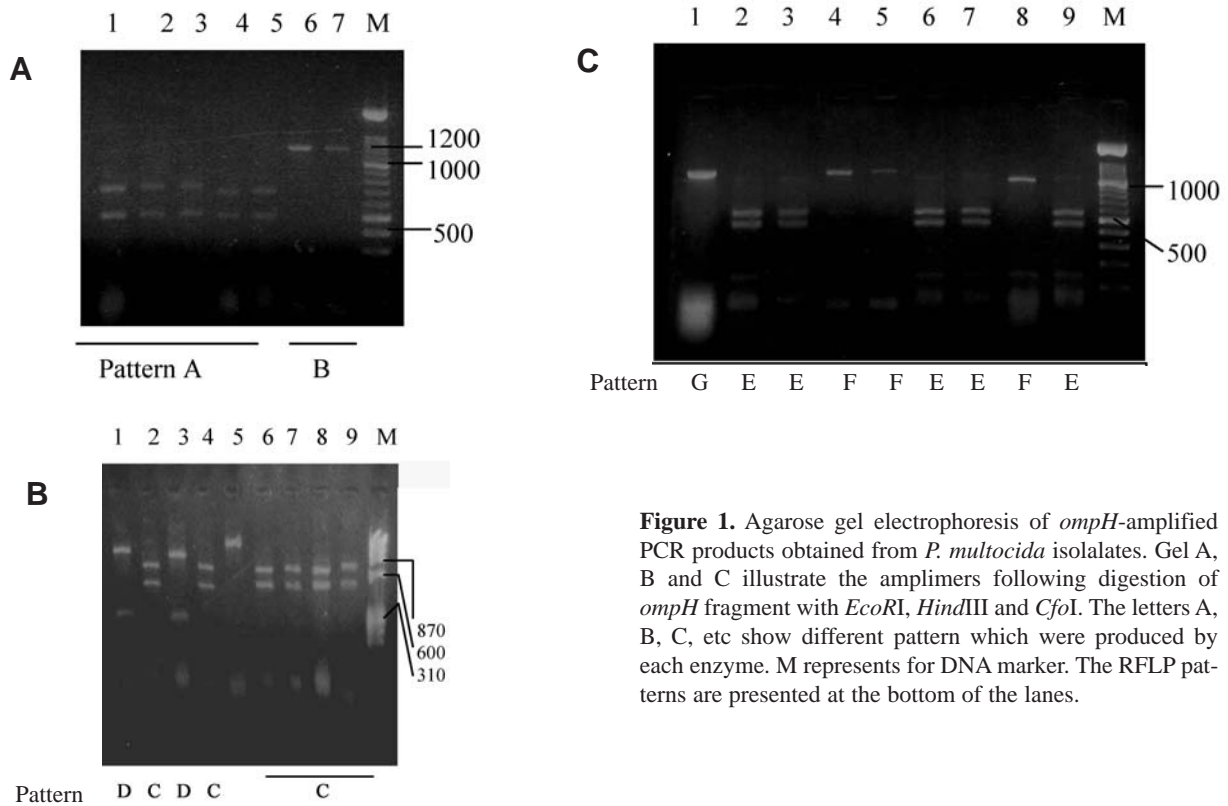 A
1 2 3 4 5 6 7 M
1200
1000
500
Pattern A B
B
1 2 3 4 5 6 7 8 9 M
870
600
310
Pattern D C D C C
C
1 2 3 4 5 6 7 8 9 M
1000
500
Pattern G E E F F E E F E
Figure 1. Agarose gel electrophoresis of ompH-amplified
PCR products obtained from P. multocida isolalates. Gel A,
B and C illustrate the amplimers following digestion of
ompH fragment with EcoRI, HindIII and CfoI. The letters A,
B, C, etc show different pattern which were produced by
each enzyme. M represents for DNA marker. The RFLP pat-
terns are presented at the bottom of the lanes.